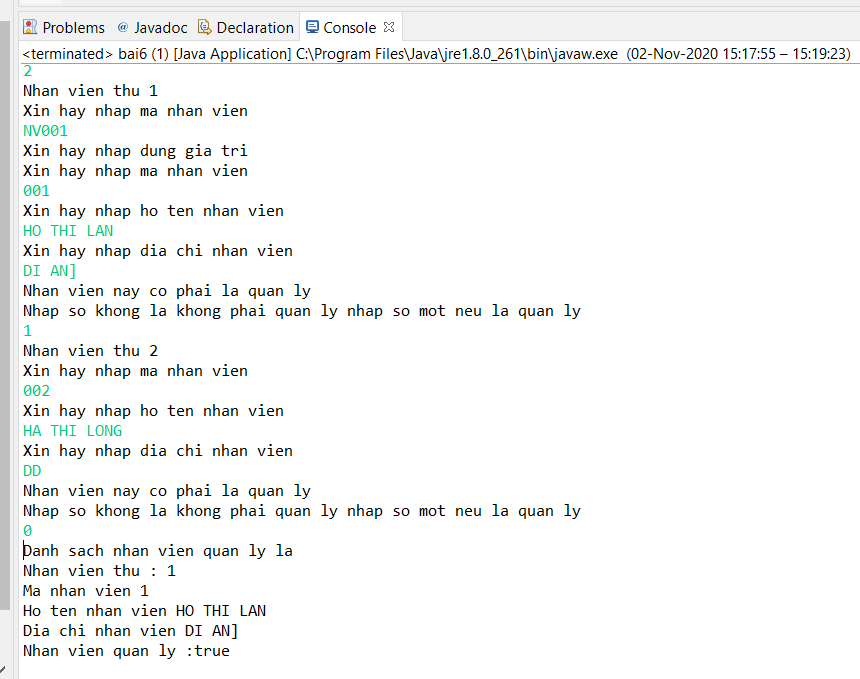 Problems @ Javadoc Declaration Console
<terminated> bai6 (1) [Java Application] C:\Program Files\Java\jre1.8.0_261\bin\javaw.exe (02-Nov-2020 15:17:55 – 15:19:23)
2
Nhan vien thu 1
Xin hay nhap ma nhan vien
NV001
Xin hay nhap dung gia tri
Xin hay nhap ma nhan vien
001
Xin hay nhap ho ten nhan vien
HO THI LAN
Xin hay nhap dia chi nhan vien
DI AN]
Nhan vien nay co phai la quan ly
Nhap so khong la khong phai quan ly nhap so mot neu la quan ly
1
Nhan vien thu 2
Xin hay nhap ma nhan vien
002
Xin hay nhap ho ten nhan vien
HA THI LONG
Xin hay nhap dia chi nhan vien
DD
Nhan vien nay co phai la quan ly
Nhap so khong la khong phai quan ly nhap so mot neu la quan ly
0
Danh sach nhan vien quan ly la
Nhan vien thu : 1
Ma nhan vien 1
Ho ten nhan vien HO THI LAN
Dia chi nhan vien DI AN]
Nhan vien quan ly :true